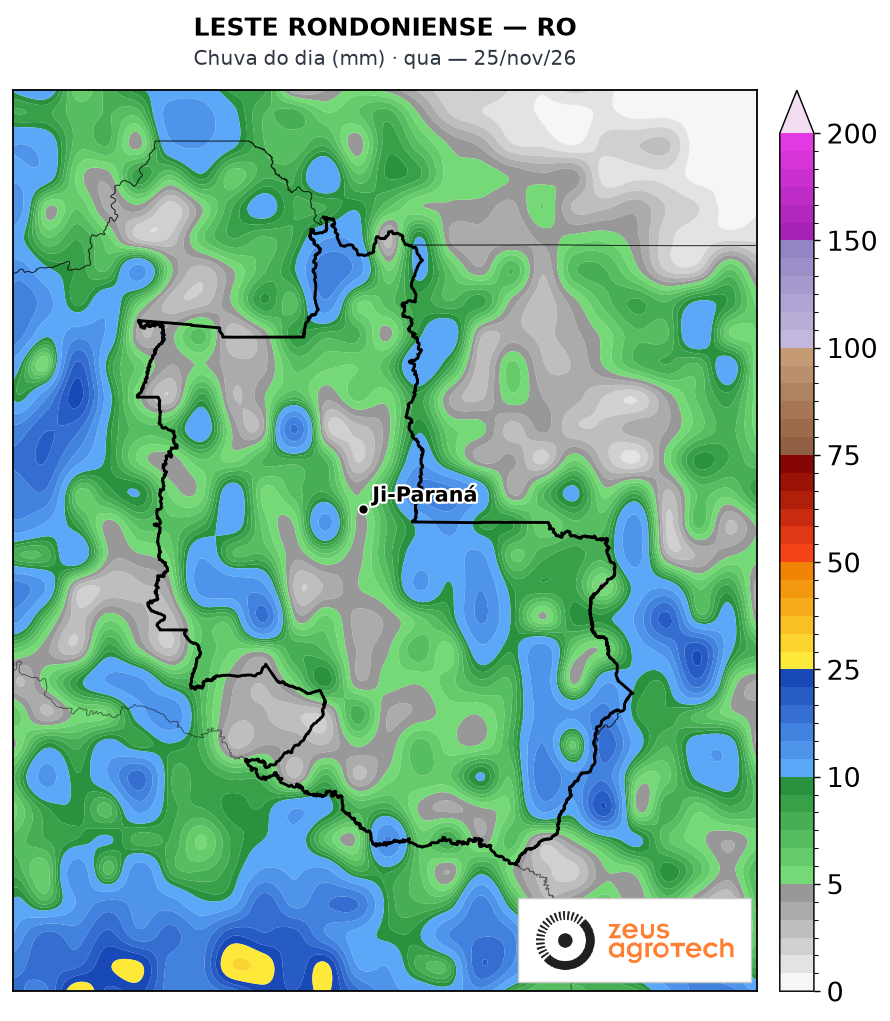 LESTE RONDONIENSE — RO
Chuva do dia (mm) · qua — 25/nov/26
200
150
100
75
50
25
10
5
0
Ji-Paraná
zeus
agrotech